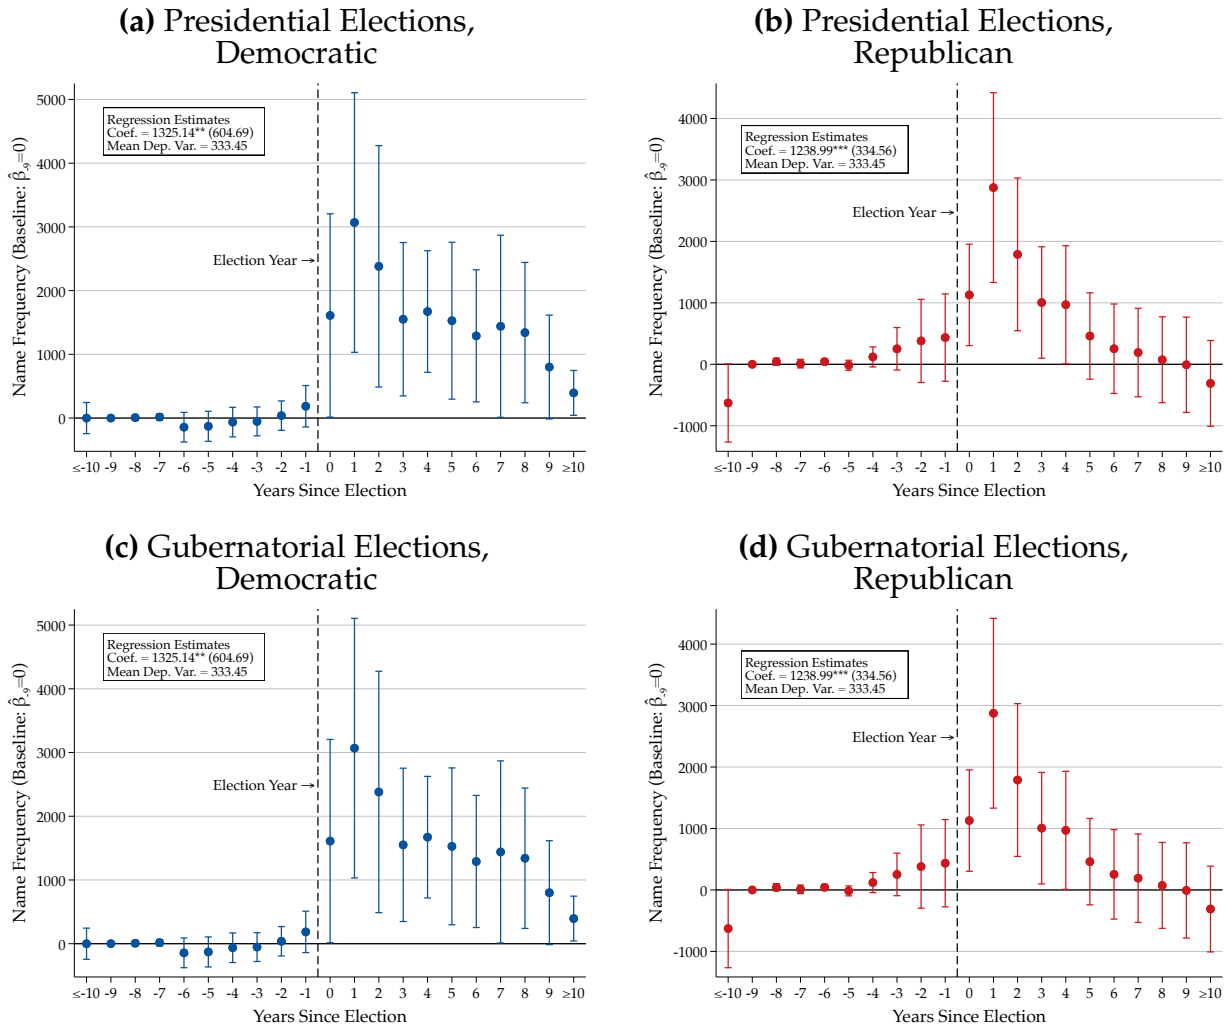 (a) Presidential Elections,
Democratic
Name Frequency (Baseline: β̂₋₉=0)
5000
4000
3000
2000
1000
0
Regression Estimates
Coef. = 1325.14** (604.69)
Mean Dep. Var. = 333.45
Election Year→
≤-10 -9 -8 -7 -6 -5 -4 -3 -2 -1 0 1 2 3 4 5 6 7 8 9 ≥10
Years Since Election
(b) Presidential Elections,
Republican
Name Frequency (Baseline: β̂₋₉=0)
4000
3000
2000
1000
0
-1000
Regression Estimates
Coef. = 1238.99*** (334.56)
Mean Dep. Var. = 333.45
Election Year→
≤-10 -9 -8 -7 -6 -5 -4 -3 -2 -1 0 1 2 3 4 5 6 7 8 9 ≥10
Years Since Election
(c) Gubernatorial Elections,
Democratic
Name Frequency (Baseline: β̂₋₉=0)
5000
4000
3000
2000
1000
0
Regression Estimates
Coef. = 1325.14** (604.69)
Mean Dep. Var. = 333.45
Election Year→
≤-10 -9 -8 -7 -6 -5 -4 -3 -2 -1 0 1 2 3 4 5 6 7 8 9 ≥10
Years Since Election
(d) Gubernatorial Elections,
Republican
Name Frequency (Baseline: β̂₋₉=0)
4000
3000
2000
1000
0
-1000
Regression Estimates
Coef. = 1238.99*** (334.56)
Mean Dep. Var. = 333.45
Election Year→
≤-10 -9 -8 -7 -6 -5 -4 -3 -2 -1 0 1 2 3 4 5 6 7 8 9 ≥10
Years Since Election